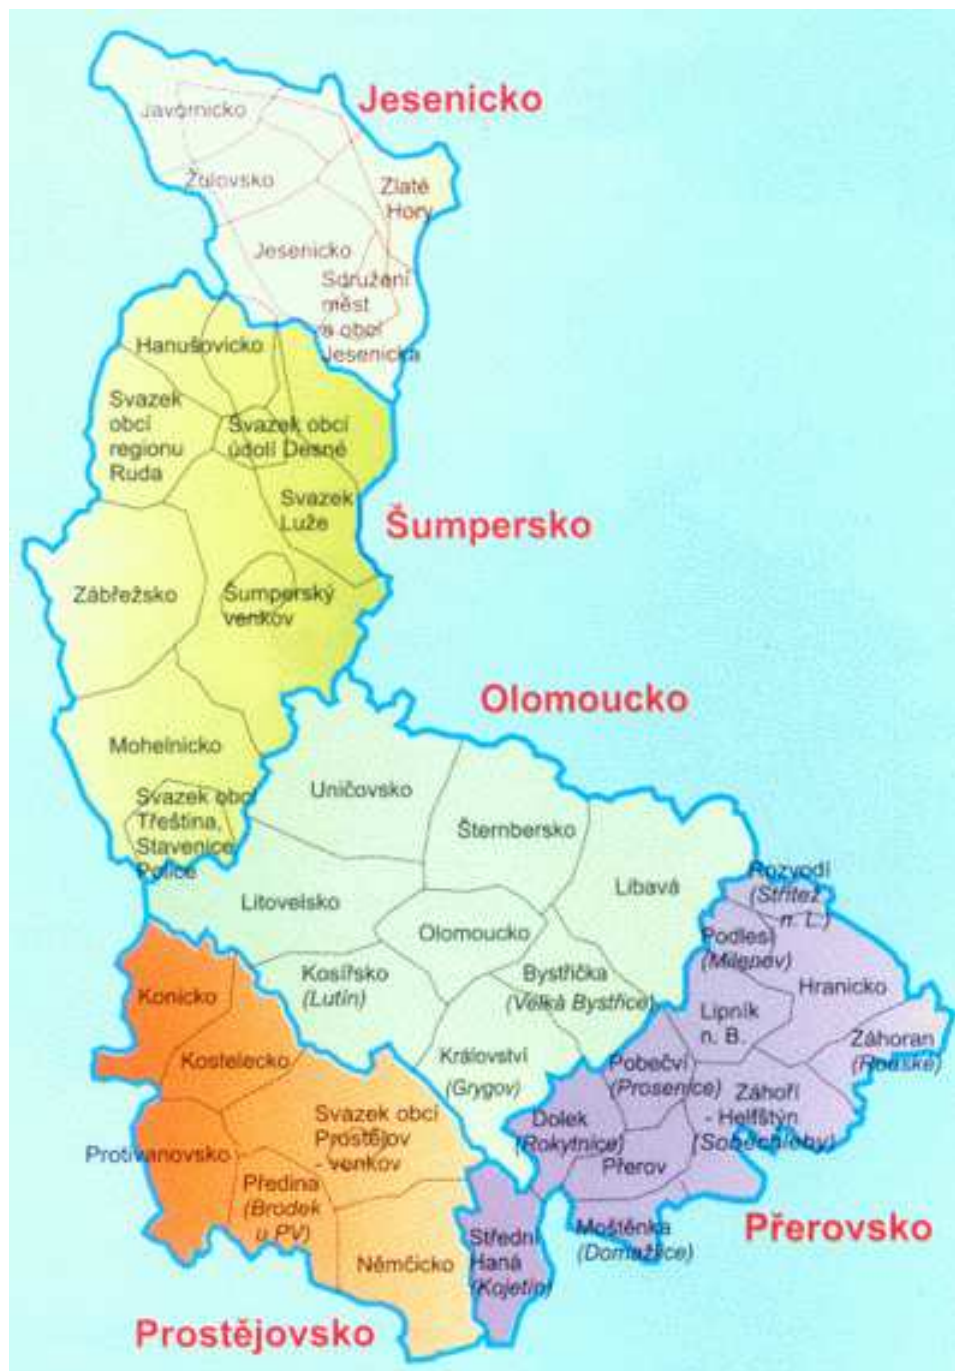 Jesenicko
Javornicko
Žulovsko
Zlaté
Hory
Jesenicko
Sdružení
měst
a obcí
Jesenicka
Hanušovicko
Svazek
obcí
regionu
Ruda
Svazek obcí
údolí Desné
Svazek
Luže
Šumpersko
Zábřežsko
Šumperský
venkov
Olomoucko
Mohelnicko
Svazek obcí
Třeština,
Stavenice,
Police
Uničovsko
Šternbersko
Litovelsko
Libavá
Olomoucko
Kosířsko
(Lutín)
Bystřička
(Velká Bystřice)
Království
(Grygov)
Rozvodí
(Střítež
n. L.)
Podlesí
(Milenov)
Hranicko
Lipník
n. B.
Záhoran
(Rouské)
Pobečví
(Prosenice)
Záhoří
- Helfštýn
(Soběchleby)
Dolek
(Rokytnice)
Přerov
Moštěnka
(Domaželice)
Přerovsko
Konicko
Kostelecko
Protivanovsko
Svazek obcí
Prostějov
- venkov
Předina
(Brodek
u PV)
Němčicko
Střední
Haná
(Kojetín)
Prostějovsko